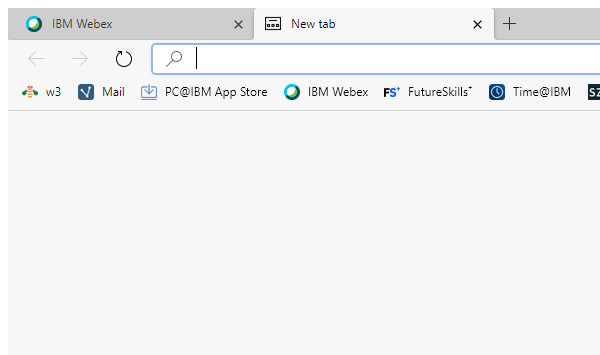 IBM Webex New tab
w3 Mail PC@IBM App Store IBM Webex FS+ FutureSkills+ Time@IBM SZ